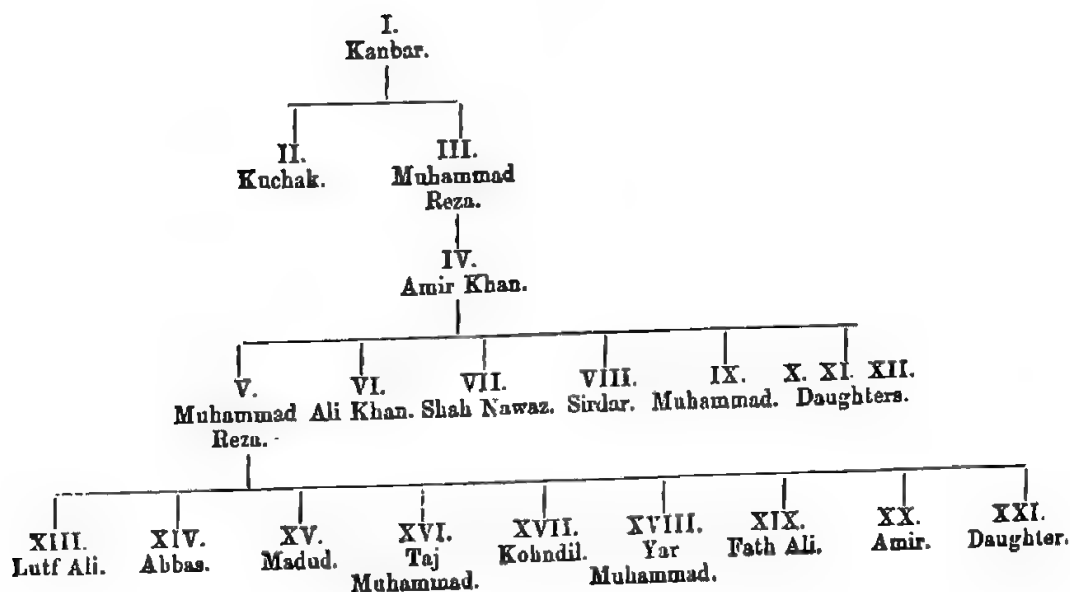 I.
Kanbar.
II. III.
Kuchak. Muhammad
Reza.
IV.
Amir Khan.
V. VI. VII. VIII. IX. X. XI. XII.
Muhammad Ali Khan. Shah Nawaz. Sirdar. Muhammad. Daughters.
Reza.
XIII. XIV. XV. XVI. XVII. XVIII. XIX. XX. XXI.
Lutf Ali. Abbas. Madud. Taj Kohndil. Yar Fath Ali. Amir. Daughter.
Muhammad. Muhammad.